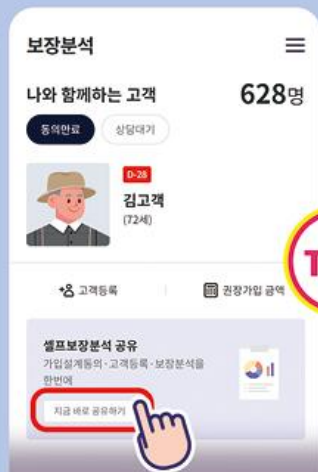 보장분석
나와 함께하는 고객 628명
동의만료 상담대기
D-28
김고객
(72세)
고객등록 권장가입 금액
셀프보장분석 공유
가입설계동의·고객등록·보장분석을
한번에
지금 바로 공유하기